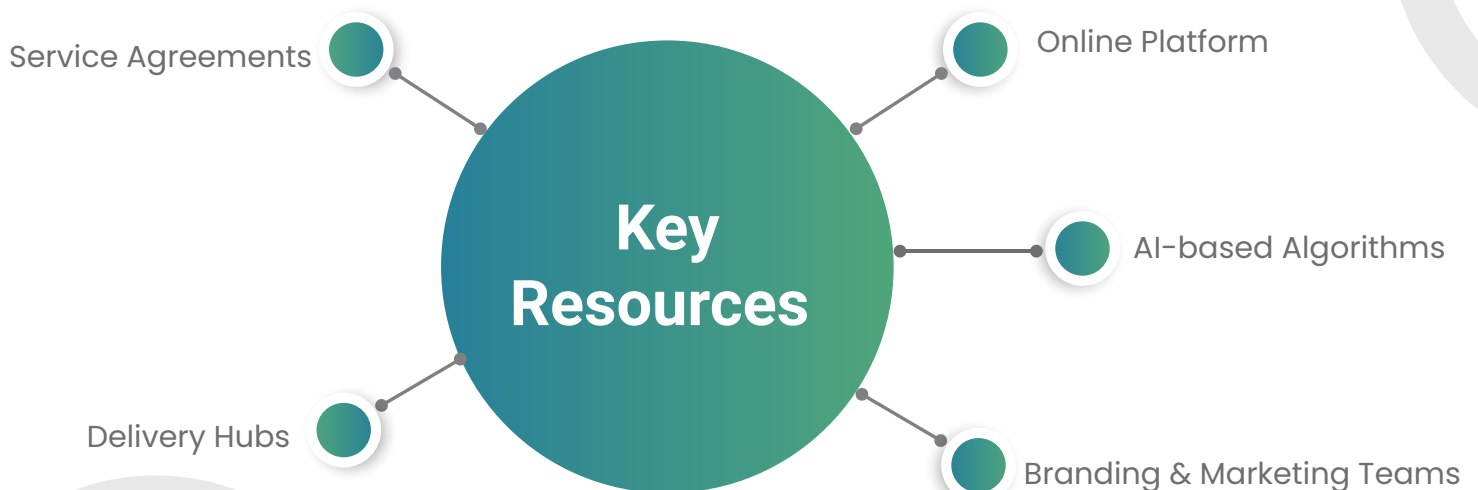 Service Agreements
Online Platform
Key
Resources
AI-based Algorithms
Delivery Hubs
Branding & Marketing Teams